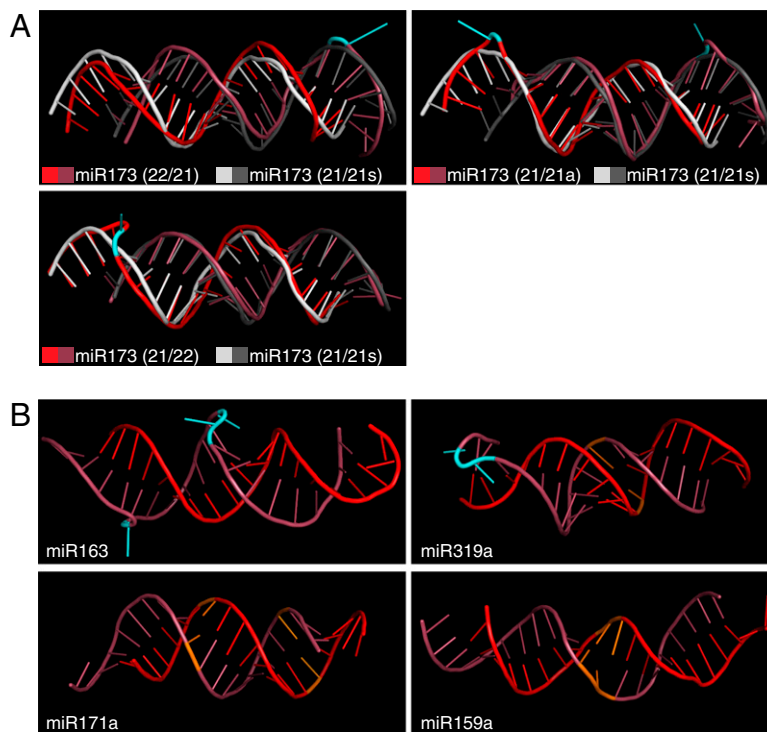 A
miR173 (22/21) miR173 (21/21s)
miR173 (21/21a) miR173 (21/21s)
miR173 (21/22) miR173 (21/21s)
B
miR163
miR319a
miR171a
miR159a